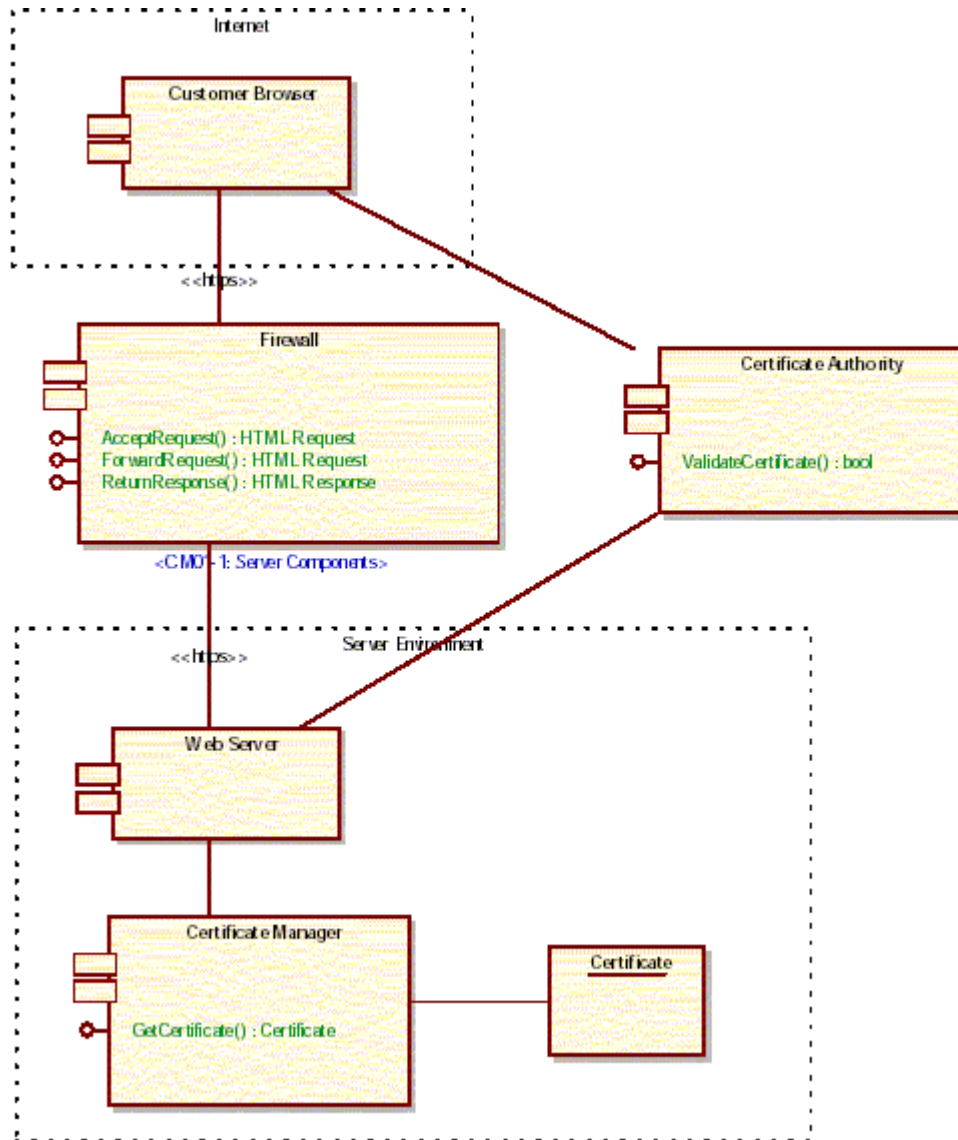 Internet
Customer Browser
<<https>>
Firewall
AcceptRequest() : HTML Request
ForwardRequest() : HTML Request
ReturnResponse() : HTML Response
Certificate Authority
ValidateCertificate() : bool
<CM01-1: Server Components>
Server Environment
<<https>>
Web Server
Certificate Manager
GetCertificate() : Certificate
Certificate